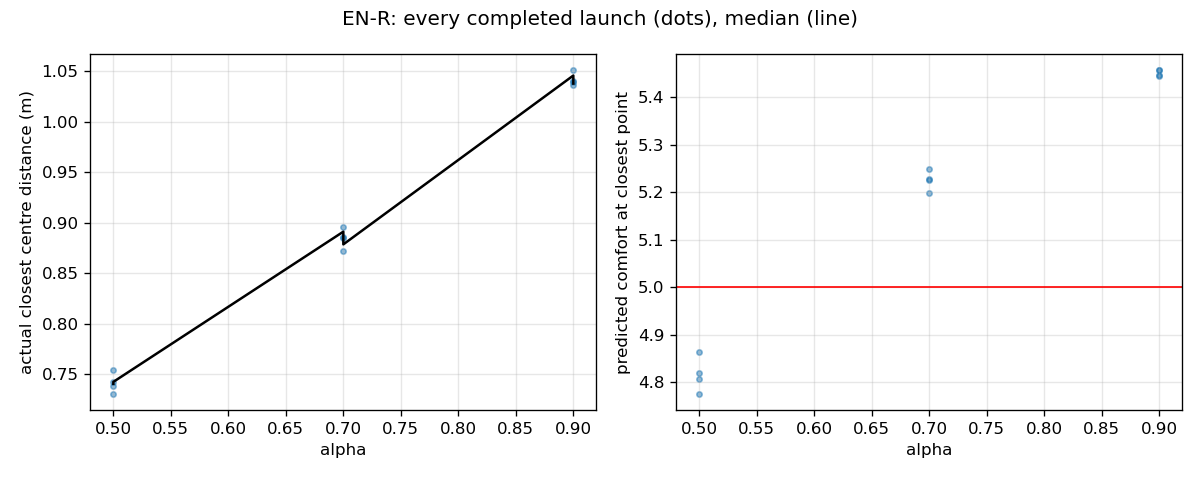 EN-R: every completed launch (dots), median (line)
actual closest centre distance (m)
1.05
1.00
0.95
0.90
0.85
0.80
0.75
0.50 0.55 0.60 0.65 0.70 0.75 0.80 0.85 0.90
alpha
predicted comfort at closest point
5.4
5.3
5.2
5.1
5.0
4.9
4.8
0.50 0.55 0.60 0.65 0.70 0.75 0.80 0.85 0.90
alpha